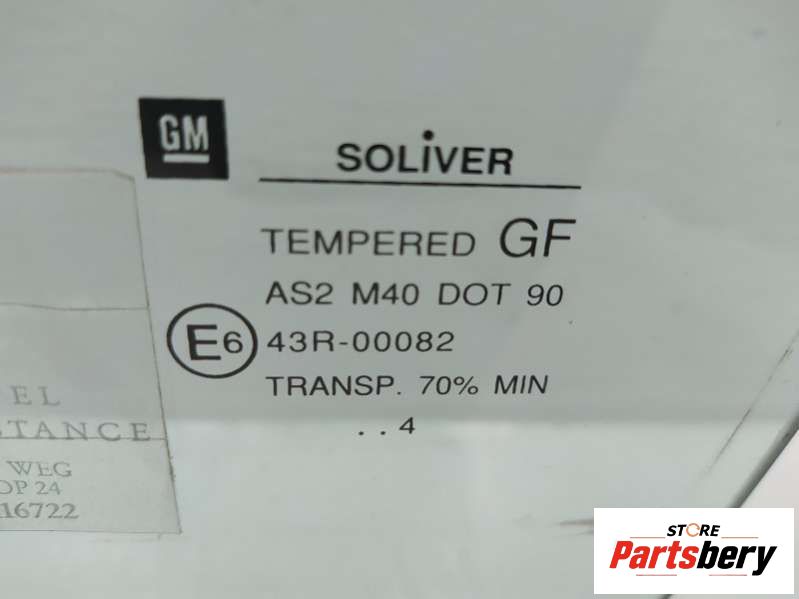 GM
SOLiVER
TEMPERED GF
AS2 M40 DOT 90
E6 43R-00082
TRANSP. 70% MIN
..4
EL
STANCE
WEG
OP 24
16722
STORE
Partsbery